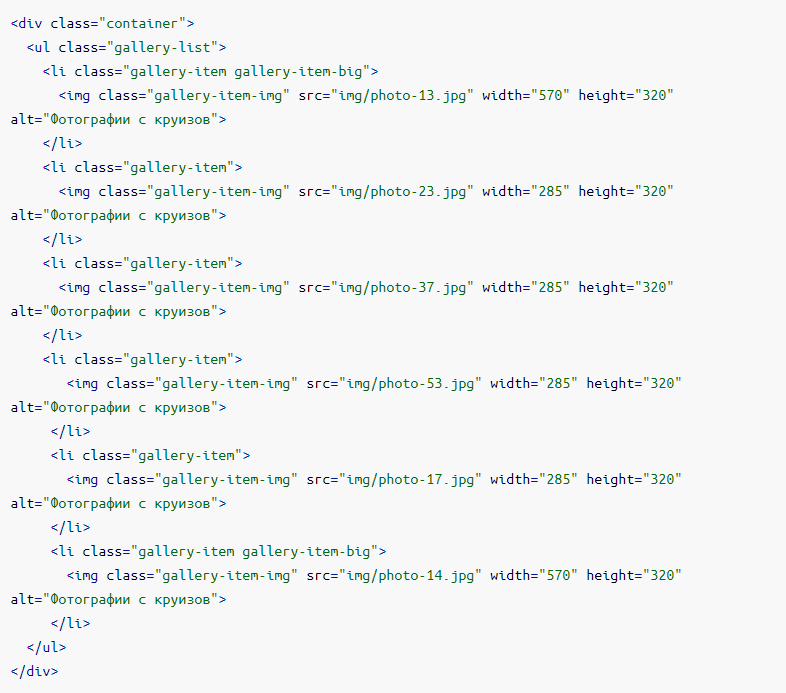 <div class="container">
  <ul class="gallery-list">
    <li class="gallery-item gallery-item-big">
      <img class="gallery-item-img" src="img/photo-13.jpg" width="570" height="320"
alt="Фотографии с круизов">
    </li>
    <li class="gallery-item">
      <img class="gallery-item-img" src="img/photo-23.jpg" width="285" height="320"
alt="Фотографии с круизов">
    </li>
    <li class="gallery-item">
      <img class="gallery-item-img" src="img/photo-37.jpg" width="285" height="320"
alt="Фотографии с круизов">
    </li>
    <li class="gallery-item">
       <img class="gallery-item-img" src="img/photo-53.jpg" width="285" height="320"
alt="Фотографии с круизов">
     </li>
     <li class="gallery-item">
       <img class="gallery-item-img" src="img/photo-17.jpg" width="285" height="320"
alt="Фотографии с круизов">
     </li>
     <li class="gallery-item gallery-item-big">
       <img class="gallery-item-img" src="img/photo-14.jpg" width="570" height="320"
alt="Фотографии с круизов">
     </li>
  </ul>
</div>